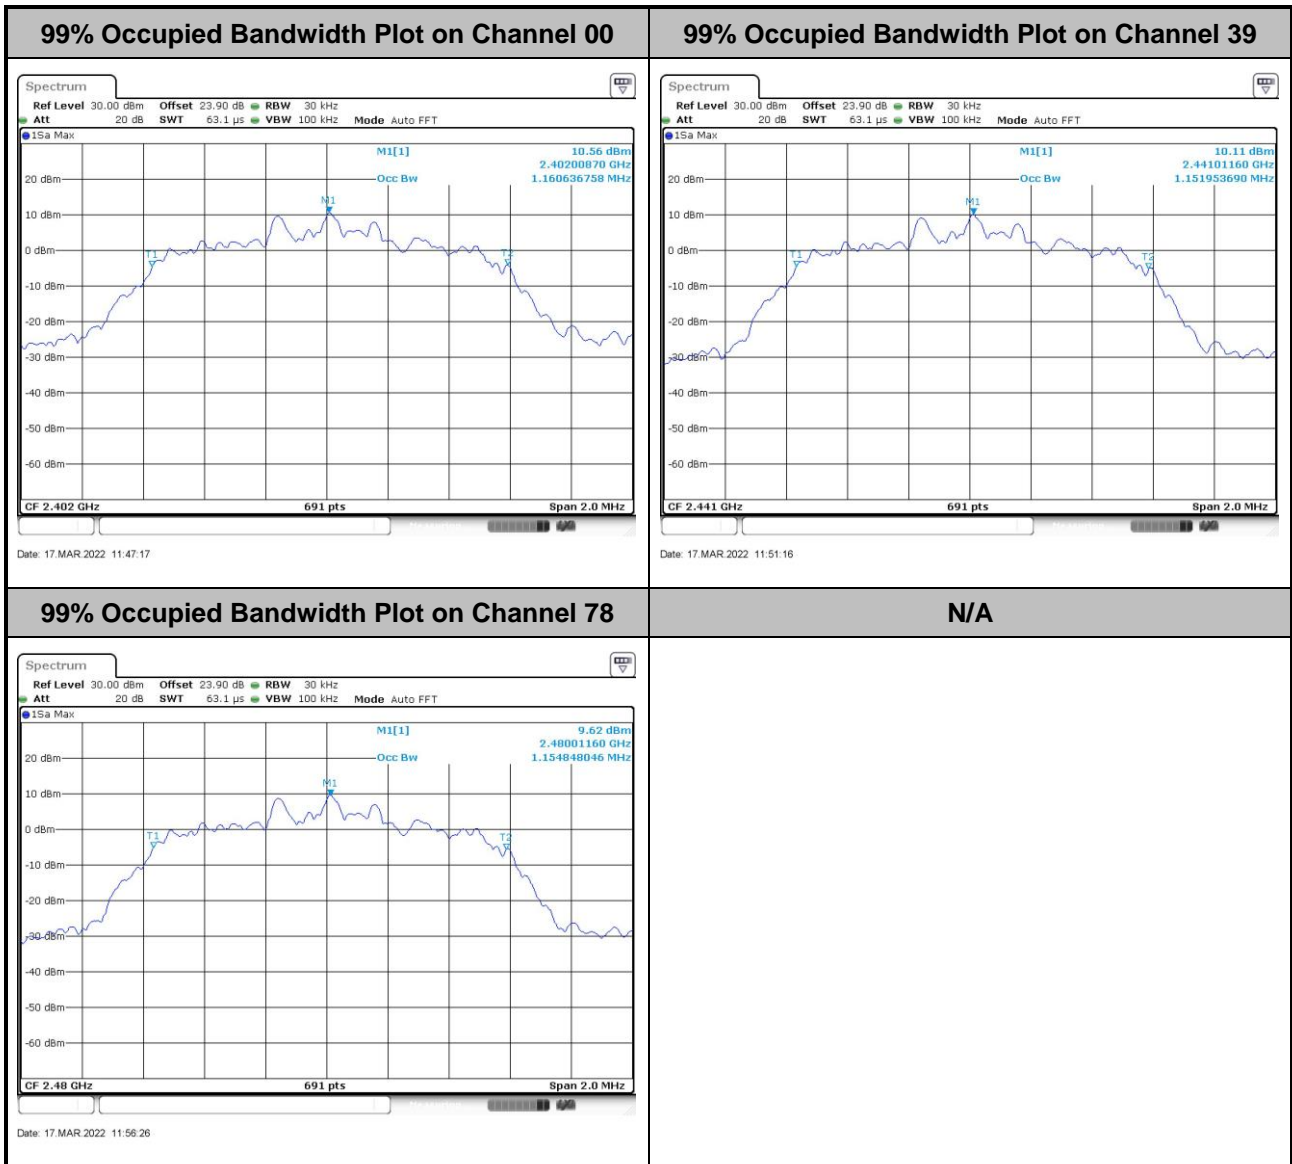 99% Occupied Bandwidth Plot on Channel 00
99% Occupied Bandwidth Plot on Channel 39
Spectrum
Ref Level 30.00 dBm Offset 23.90 dB RBW 30 kHz
Att 20 dB SWT 63.1 µs VBW 100 kHz Mode Auto FFT
1Sa Max
M1[1] 10.56 dBm
2.40200870 GHz
Occ Bw 1.160636758 MHz
20 dBm
M1
10 dBm
0 dBm
T1
T2
-10 dBm
-20 dBm
-30 dBm
-40 dBm
-50 dBm
-60 dBm
CF 2.402 GHz 691 pts Span 2.0 MHz
Date: 17.MAR.2022 11:47:17
Spectrum
Ref Level 30.00 dBm Offset 23.90 dB RBW 30 kHz
Att 20 dB SWT 63.1 µs VBW 100 kHz Mode Auto FFT
1Sa Max
M1[1] 10.11 dBm
2.44101160 GHz
Occ Bw 1.151953690 MHz
20 dBm
M1
10 dBm
0 dBm
T1
T2
-10 dBm
-20 dBm
-30 dBm
-40 dBm
-50 dBm
-60 dBm
CF 2.441 GHz 691 pts Span 2.0 MHz
Date: 17.MAR.2022 11:51:16
99% Occupied Bandwidth Plot on Channel 78
N/A
Spectrum
Ref Level 30.00 dBm Offset 23.90 dB RBW 30 kHz
Att 20 dB SWT 63.1 µs VBW 100 kHz Mode Auto FFT
1Sa Max
M1[1] 9.62 dBm
2.48001160 GHz
Occ Bw 1.154848046 MHz
20 dBm
M1
10 dBm
0 dBm
T1
T2
-10 dBm
-20 dBm
-30 dBm
-40 dBm
-50 dBm
-60 dBm
CF 2.48 GHz 691 pts Span 2.0 MHz
Date: 17.MAR.2022 11:56:26